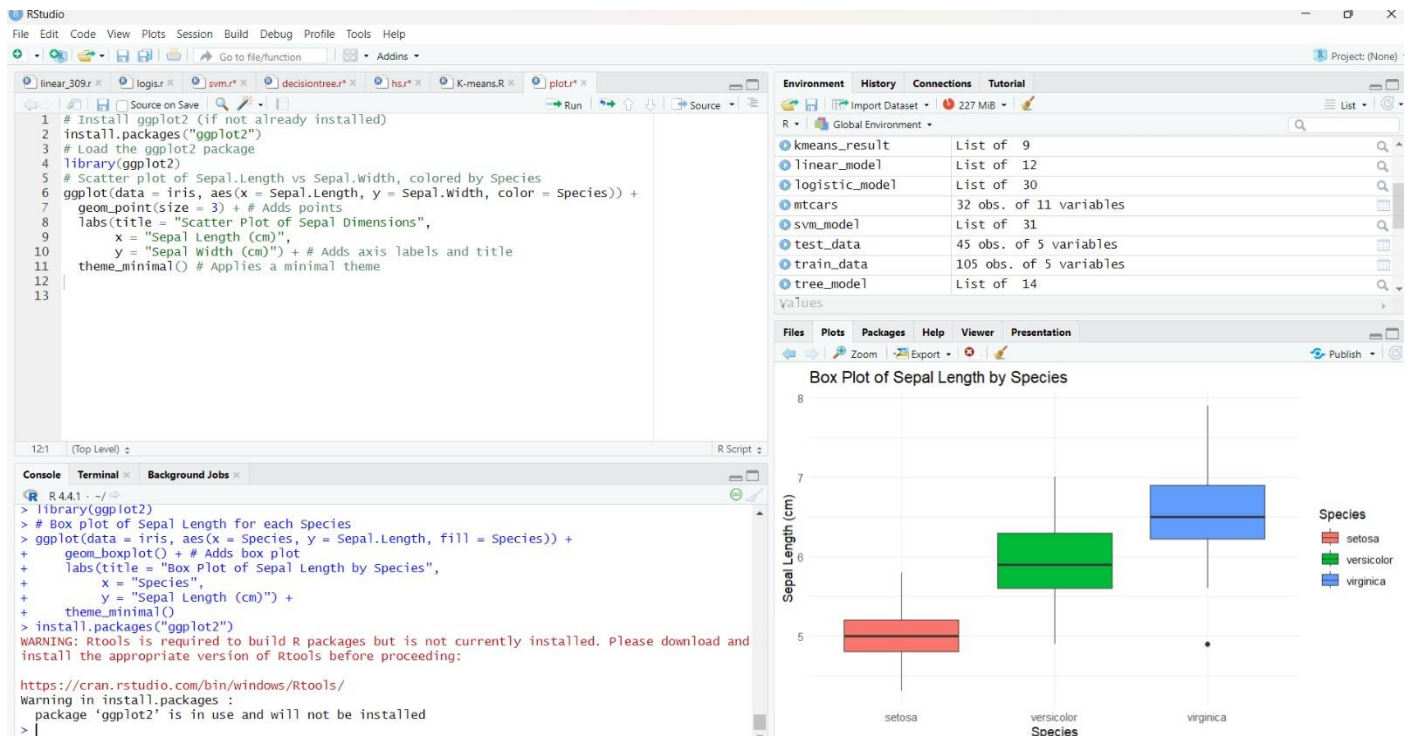 RStudio
File Edit Code View Plots Session Build Debug Profile Tools Help
Go to file/function Addins
Project: (None)
linear_309.r logis.r svm.r* decisiontree.r* hs.r* K-means.R plot.r*
Source on Save Run Source
1 # Install ggplot2 (if not already installed)
2 install.packages("ggplot2")
3 # Load the ggplot2 package
4 library(ggplot2)
5 # Scatter plot of Sepal.Length vs Sepal.Width, colored by Species
6 ggplot(data = iris, aes(x = Sepal.Length, y = Sepal.Width, color = Species)) +
7 geom_point(size = 3) + # Adds points
8 labs(title = "Scatter Plot of Sepal Dimensions",
9 x = "Sepal Length (cm)",
10 y = "Sepal Width (cm)") + # Adds axis labels and title
11 theme_minimal() # Applies a minimal theme
12
13
12:1 (Top Level) R Script
Console Terminal Background Jobs
R 4.4.1 · ~/
> library(ggplot2)
> # Box plot of Sepal Length for each Species
> ggplot(data = iris, aes(x = Species, y = Sepal.Length, fill = Species)) +
+ geom_boxplot() + # Adds box plot
+ labs(title = "Box Plot of Sepal Length by Species",
+ x = "Species",
+ y = "Sepal Length (cm)") +
+ theme_minimal()
> install.packages("ggplot2")
WARNING: Rtools is required to build R packages but is not currently installed. Please download and
install the appropriate version of Rtools before proceeding:
https://cran.rstudio.com/bin/windows/Rtools/
Warning in install.packages :
package ‘ggplot2’ is in use and will not be installed
>
Environment History Connections Tutorial
Import Dataset 227 MiB List
R Global Environment
kmeans_result List of 9
linear_model List of 12
logistic_model List of 30
mtcars 32 obs. of 11 variables
svm_model List of 31
test_data 45 obs. of 5 variables
train_data 105 obs. of 5 variables
tree_model List of 14
Values
Files Plots Packages Help Viewer Presentation
Zoom Export Publish
Box Plot of Sepal Length by Species
8
7
6
5
Sepal Length (cm)
setosa versicolor virginica
Species
Species
setosa
versicolor
virginica